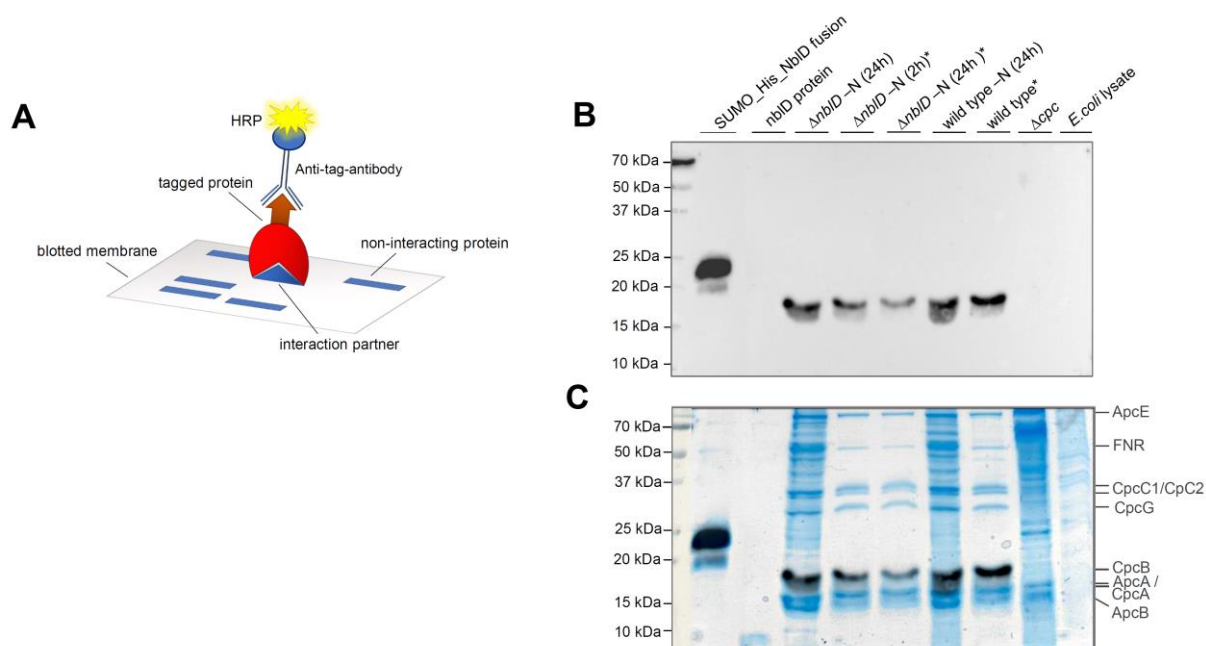 A
HRP
Anti-tag-antibody
tagged protein
blotted membrane
non-interacting protein
interaction partner
B
SUMO_His_NblD fusion
nblD protein
ΔnblD –N (24h)
ΔnblD –N (2h)*
ΔnblD –N (24h )*
wild type –N (24h)
wild type*
Δcpc
E.coli lysate
70 kDa
50 kDa
37 kDa
25 kDa
20 kDa
15 kDa
10 kDa
C
70 kDa
50 kDa
37 kDa
25 kDa
20 kDa
15 kDa
10 kDa
ApcE
FNR
CpcC1/CpC2
CpcG
CpcB
ApcA /
CpcA
ApcB